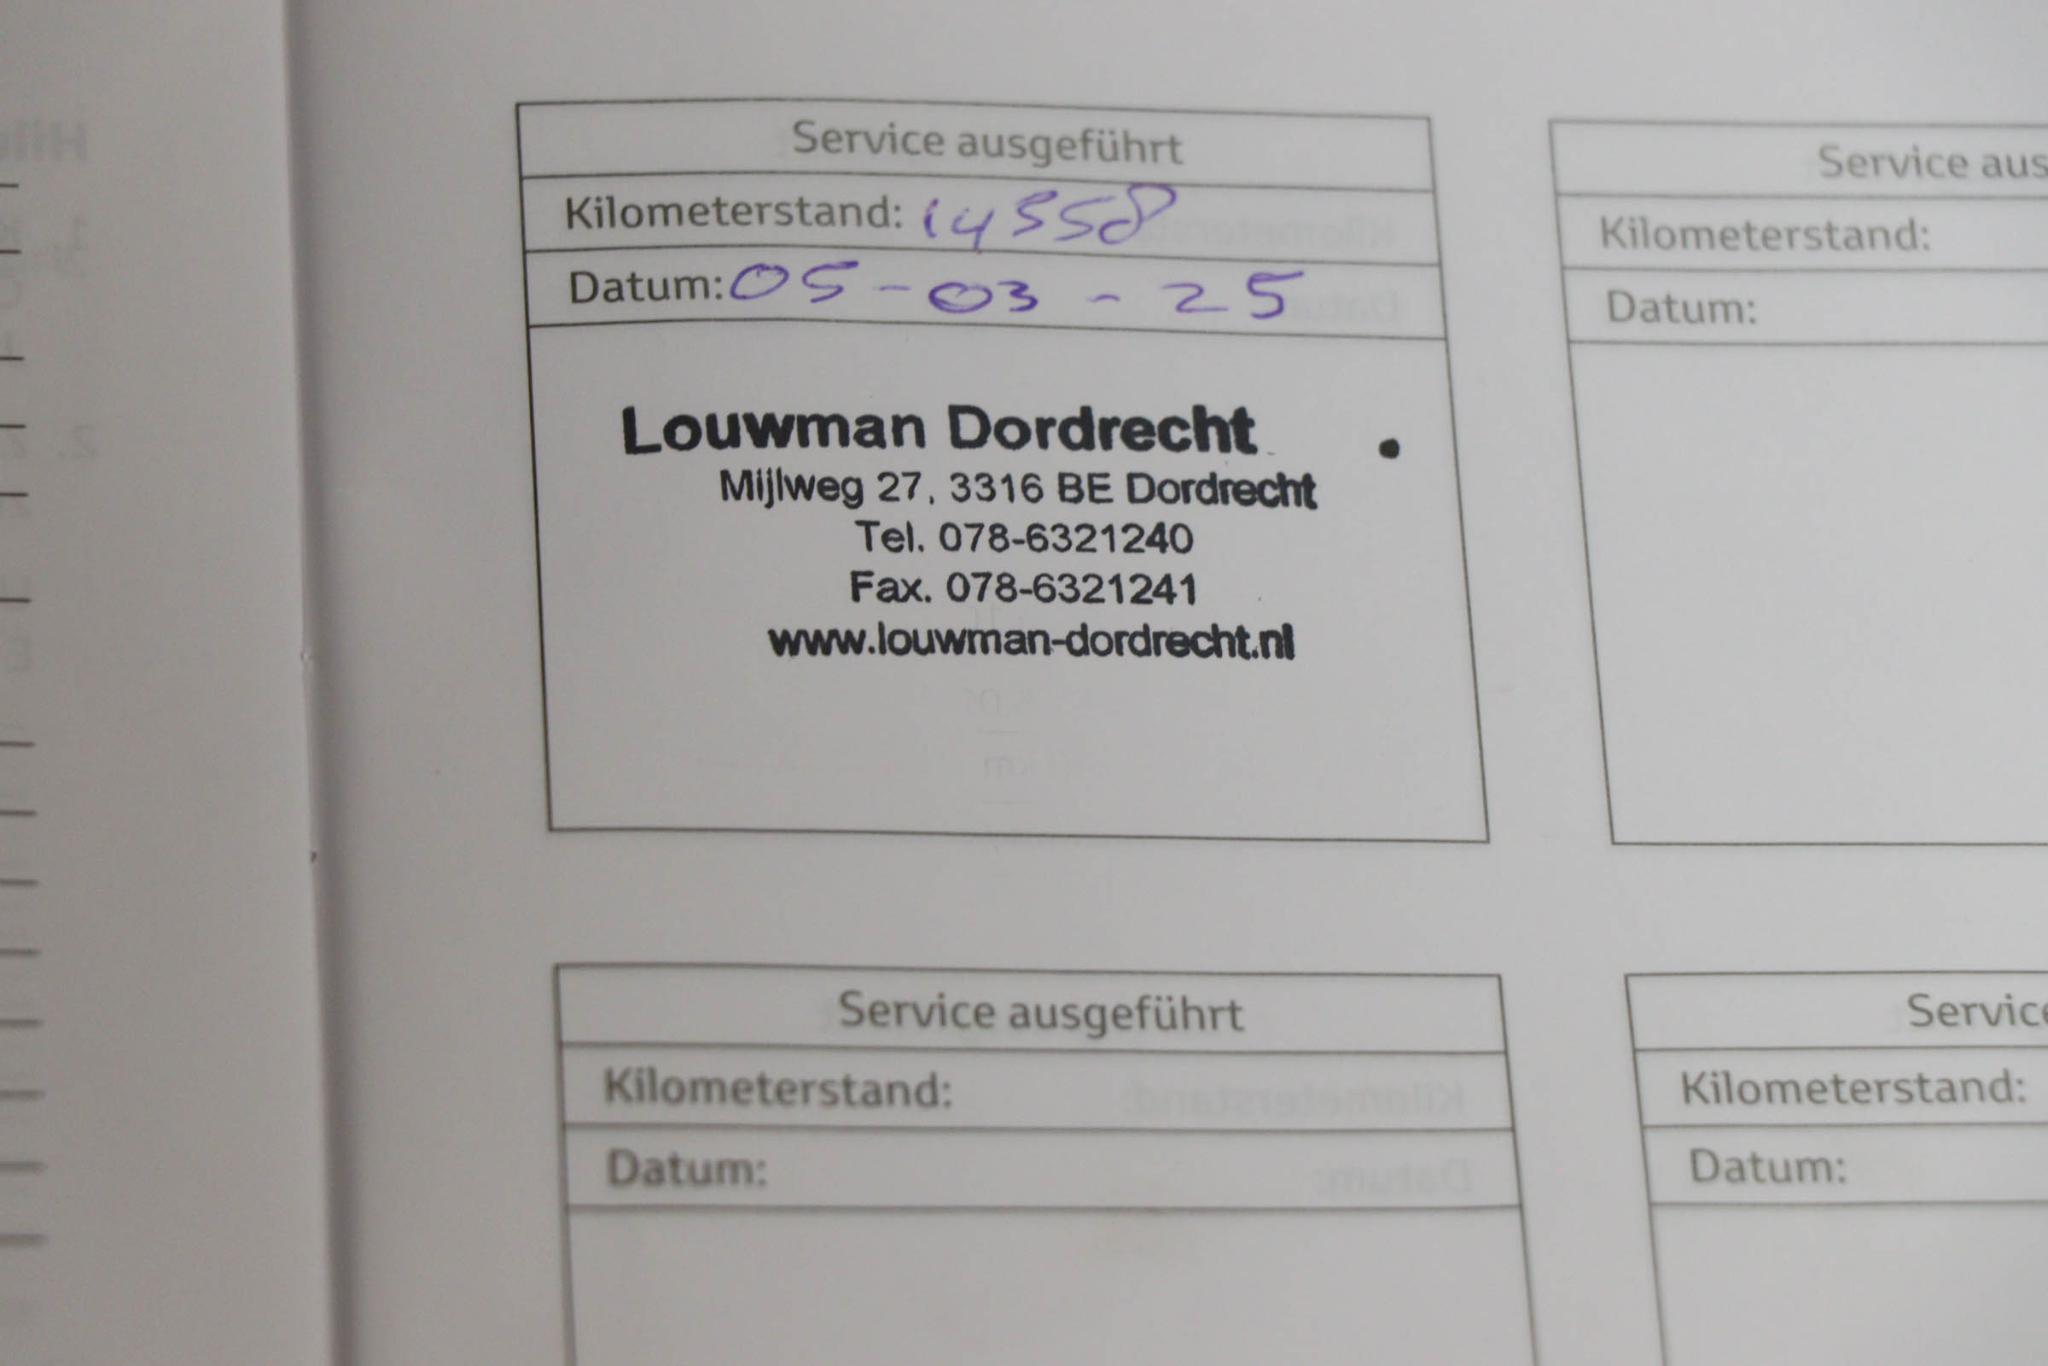 Service ausgeführt
Kilometerstand: 14558
Datum: 05-03-25
Louwman Dordrecht
Mijlweg 27, 3316 BE Dordrecht
Tel. 078-6321240
Fax. 078-6321241
www.louwman-dordrecht.nl
Service aus
Kilometerstand:
Datum:
Service ausgeführt
Kilometerstand:
Datum:
Service
Kilometerstand:
Datum: